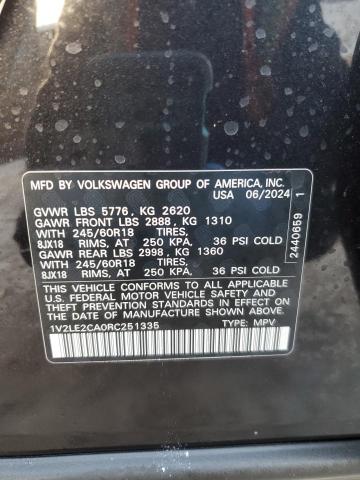 MFD BY VOLKSWAGEN GROUP OF AMERICA, INC.
USA 06/2024
GVWR LBS 5776, KG 2620
GAWR FRONT LBS 2888, KG 1310
WITH 245/60R18 TIRES,
8JX18 RIMS, AT 250 KPA, 36 PSI COLD
GAWR REAR LBS 2998, KG 1360
WITH 245/60R18 TIRES,
8JX18 RIMS, AT 250 KPA, 36 PSI COLD
THIS VEHICLE CONFORMS TO ALL APPLICABLE
U.S. FEDERAL MOTOR VEHICLE SAFETY AND
THEFT PREVENTION STANDARDS IN EFFECT ON
THE DATE OF MANUFACTURE SHOWN ABOVE.
1V2LE2CA0RC251335 TYPE: MPV
2440659 1